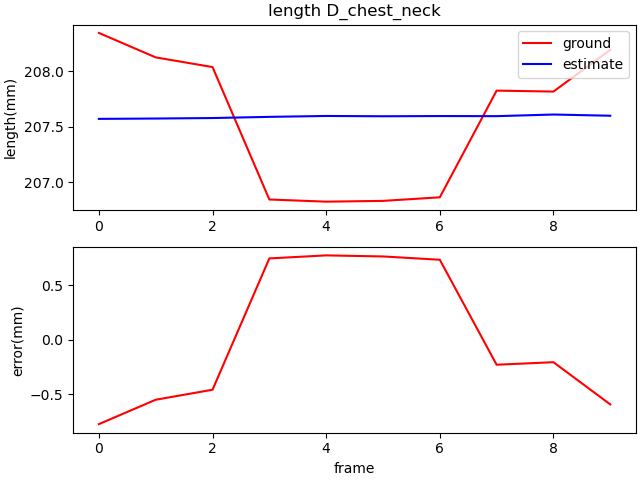 length D_chest_neck
length(mm)
208.0
207.5
207.0
ground
estimate
0
2
4
6
8
error(mm)
0.5
0.0
−0.5
0
2
4
6
8
frame